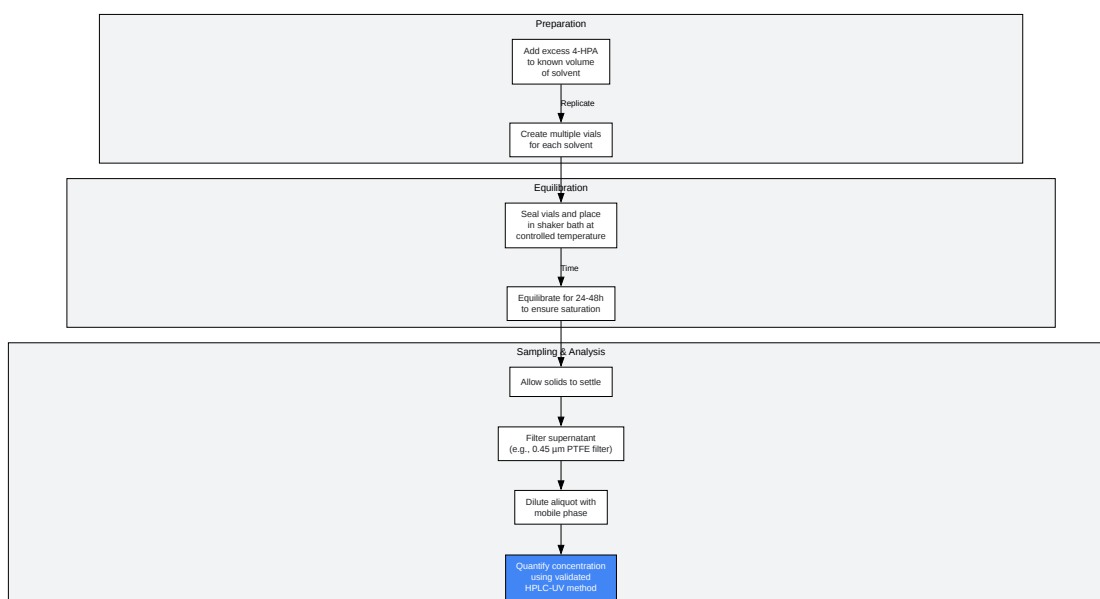 Preparation
Add excess 4-HPA
to known volume
of solvent
Replicate
Create multiple vials
for each solvent
Equilibration
Seal vials and place
in shaker bath at
controlled temperature
Time
Equilibrate for 24-48h
to ensure saturation
Sampling & Analysis
Allow solids to settle
Filter supernatant
(e.g., 0.45 µm PTFE filter)
Dilute aliquot with
mobile phase
Quantify concentration
using validated
HPLC-UV method